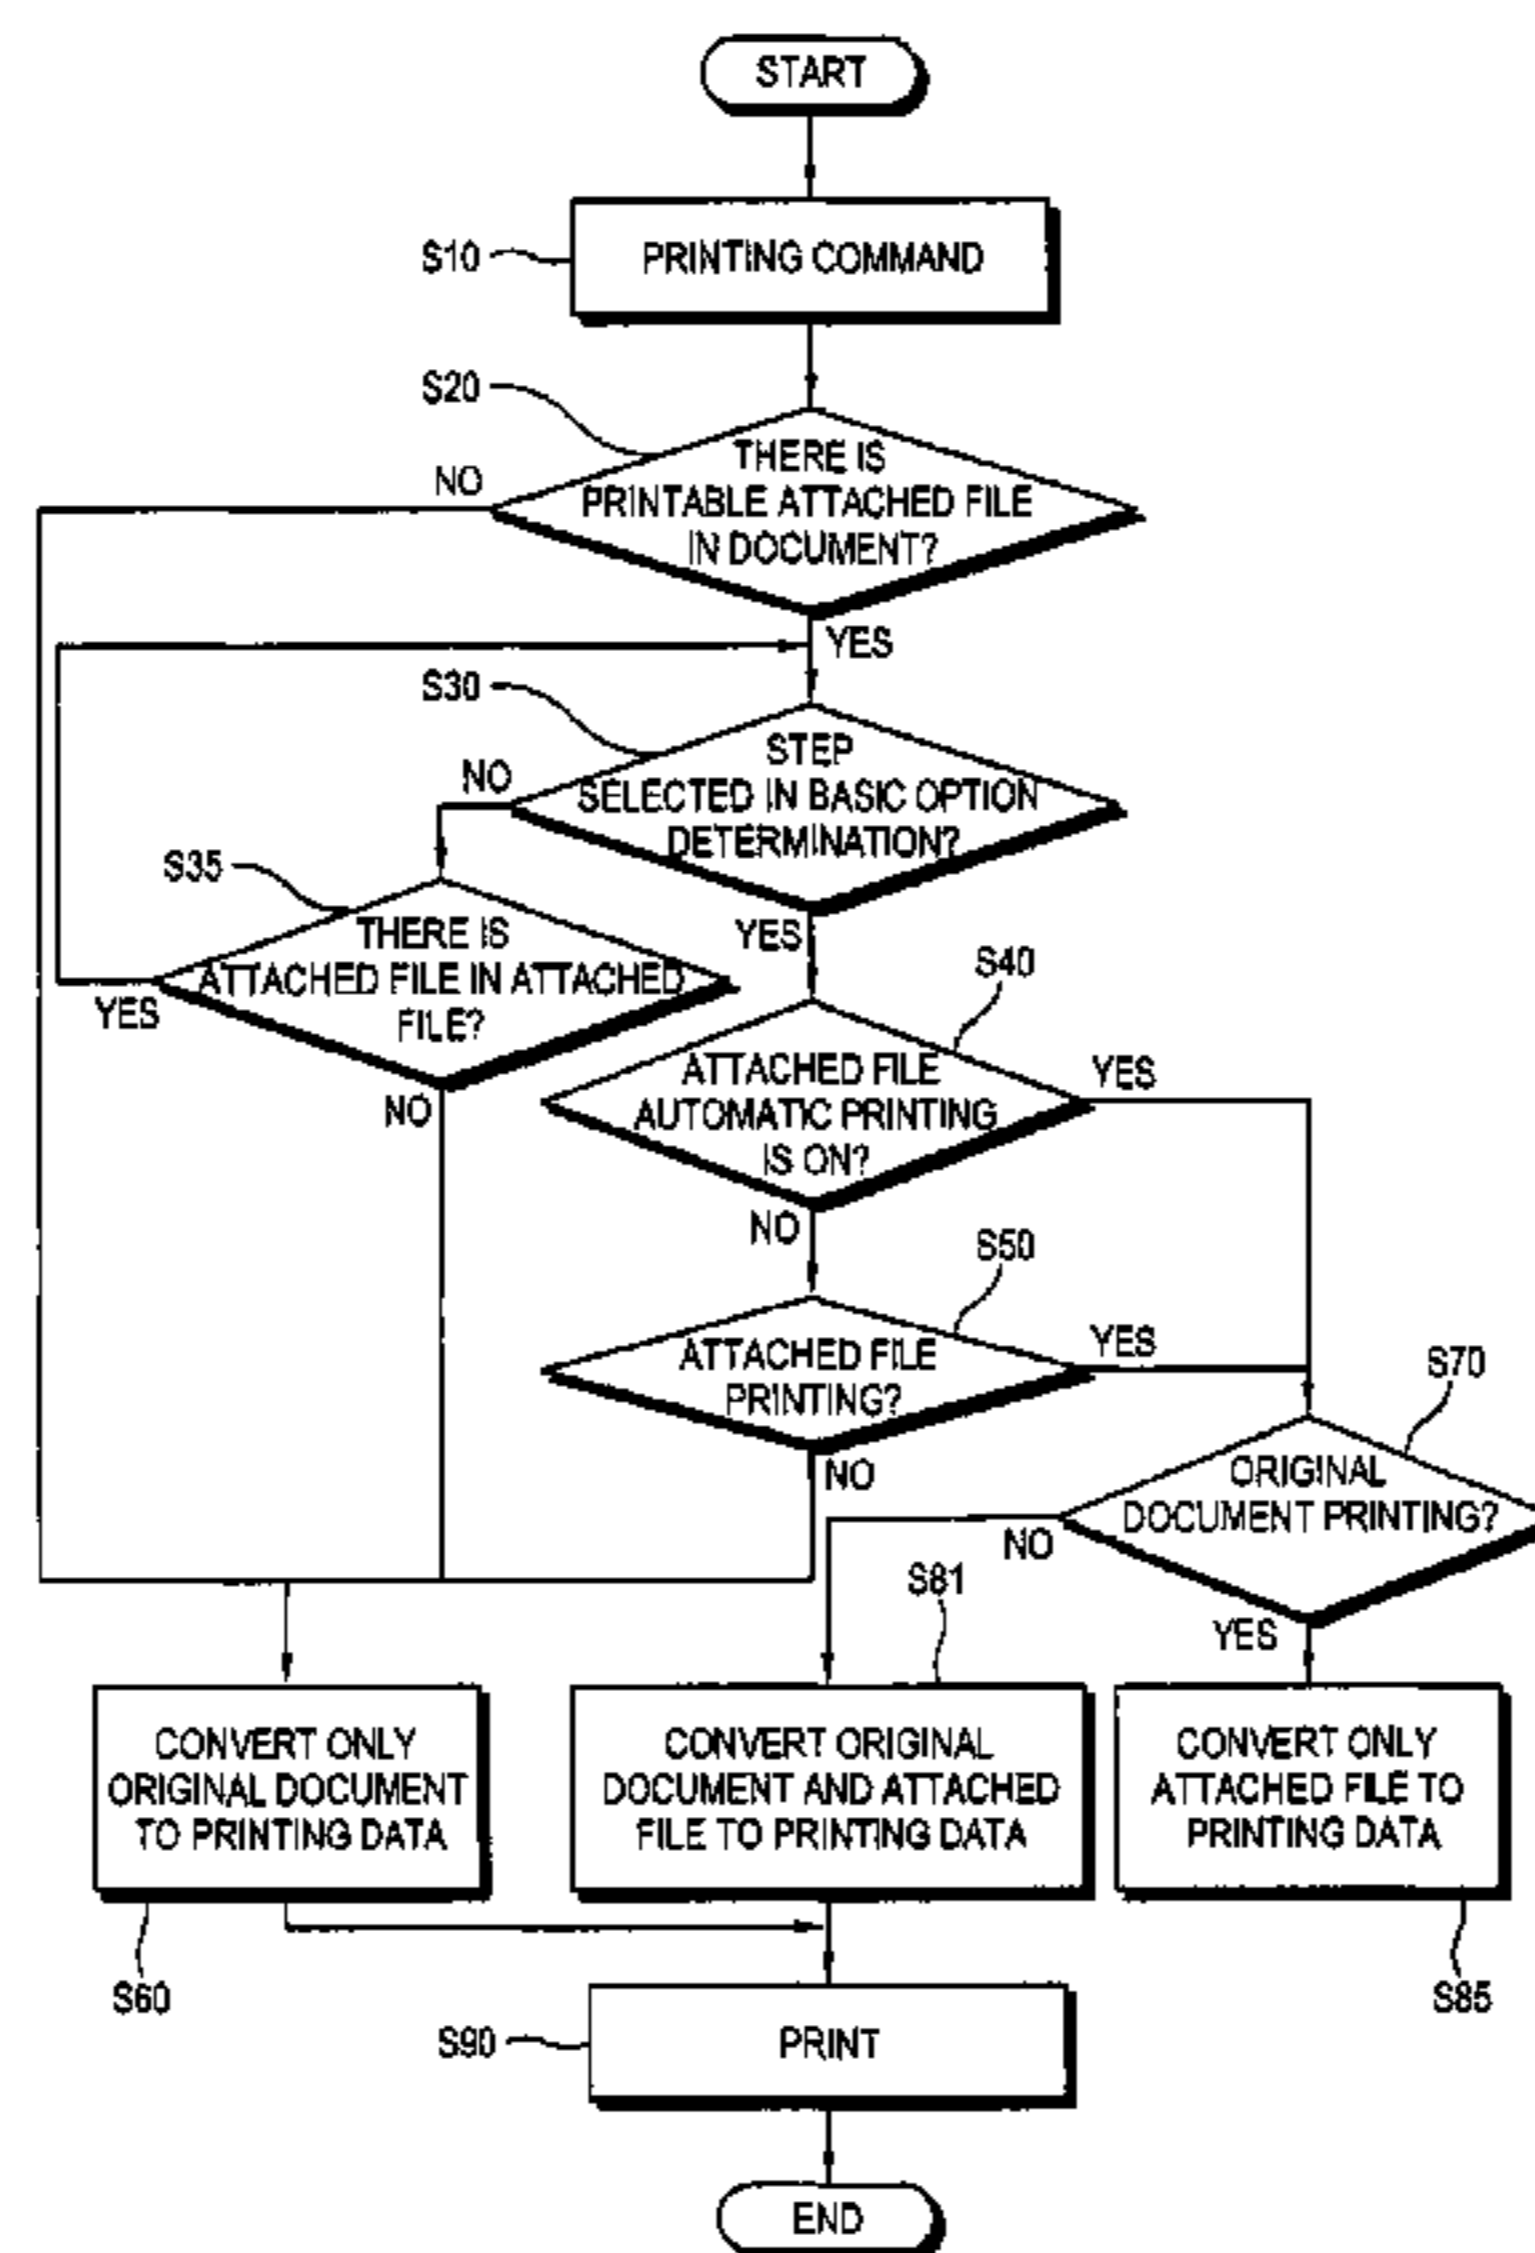 START
S10
PRINTING COMMAND
S20
THERE IS
PRINTABLE ATTACHED FILE
IN DOCUMENT?
NO
YES
S30
STEP
SELECTED IN BASIC OPTION
DETERMINATION?
NO
YES
S35
THERE IS
ATTACHED FILE IN ATTACHED
FILE?
YES
NO
S40
ATTACHED FILE
AUTOMATIC PRINTING
IS ON?
YES
NO
S50
ATTACHED FILE
PRINTING?
YES
NO
S70
ORIGINAL
DOCUMENT PRINTING?
NO
YES
S81
CONVERT ONLY
ORIGINAL DOCUMENT
TO PRINTING DATA
CONVERT ORIGINAL
DOCUMENT AND ATTACHED
FILE TO PRINTING DATA
CONVERT ONLY
ATTACHED FILE TO
PRINTING DATA
S60
S85
S90
PRINT
END